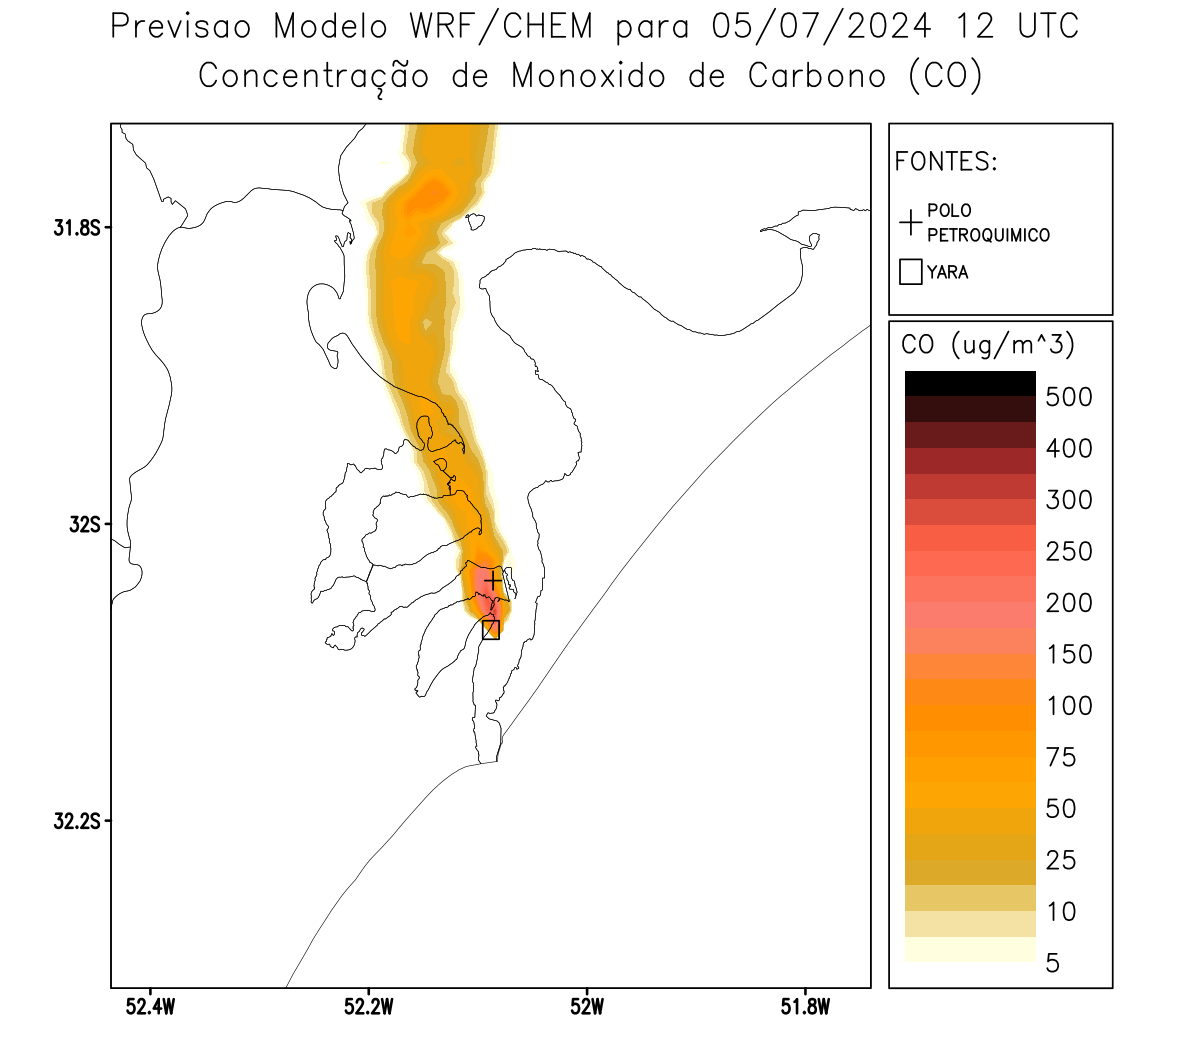 Previsao Modelo WRF/CHEM para 05/07/2024 12 UTC
Concentração de Monoxido de Carbono (CO)
FONTES:
POLO
PETROQUIMICO
YARA
CO (ug/m^3)
500
400
300
250
200
150
100
75
50
25
10
5
31.8S
32S
32.2S
52.4W
52.2W
52W
51.8W